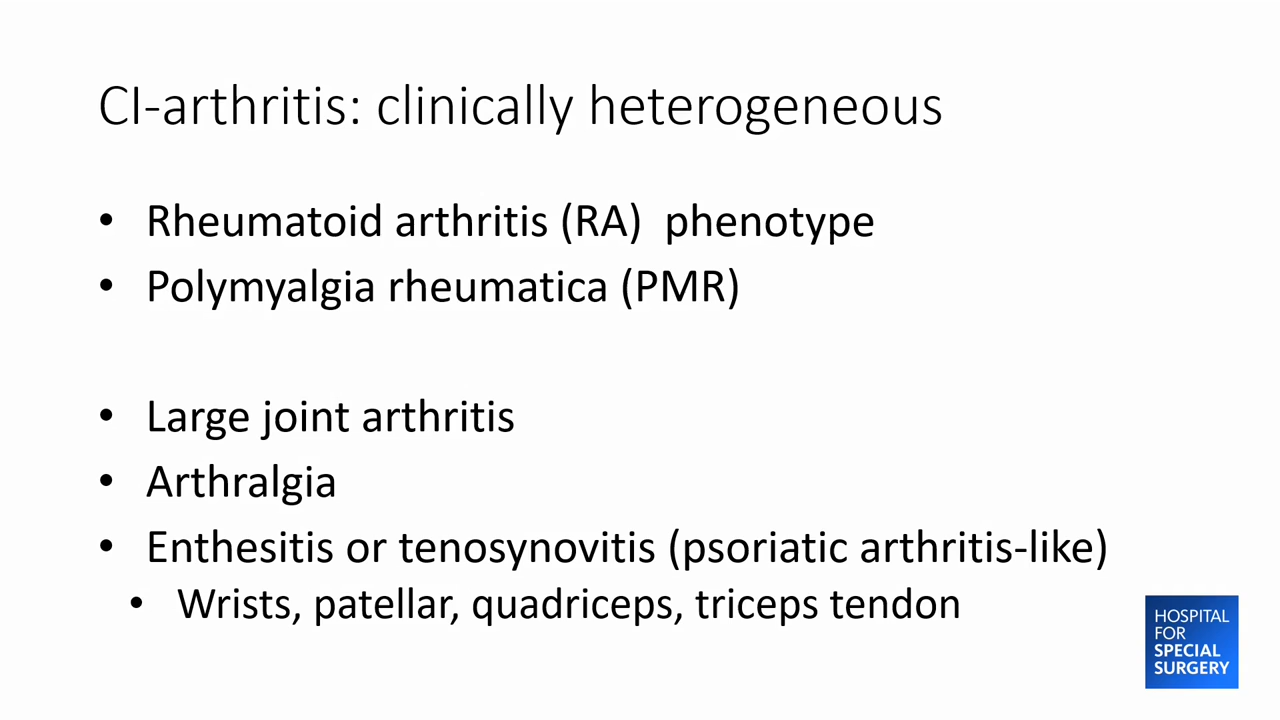 CI-arthritis: clinically heterogeneous
• Rheumatoid arthritis (RA)  phenotype
• Polymyalgia rheumatica (PMR)
• Large joint arthritis
• Arthralgia
• Enthesitis or tenosynovitis (psoriatic arthritis-like)
• Wrists, patellar, quadriceps, triceps tendon
HOSPITAL
FOR
SPECIAL
SURGERY